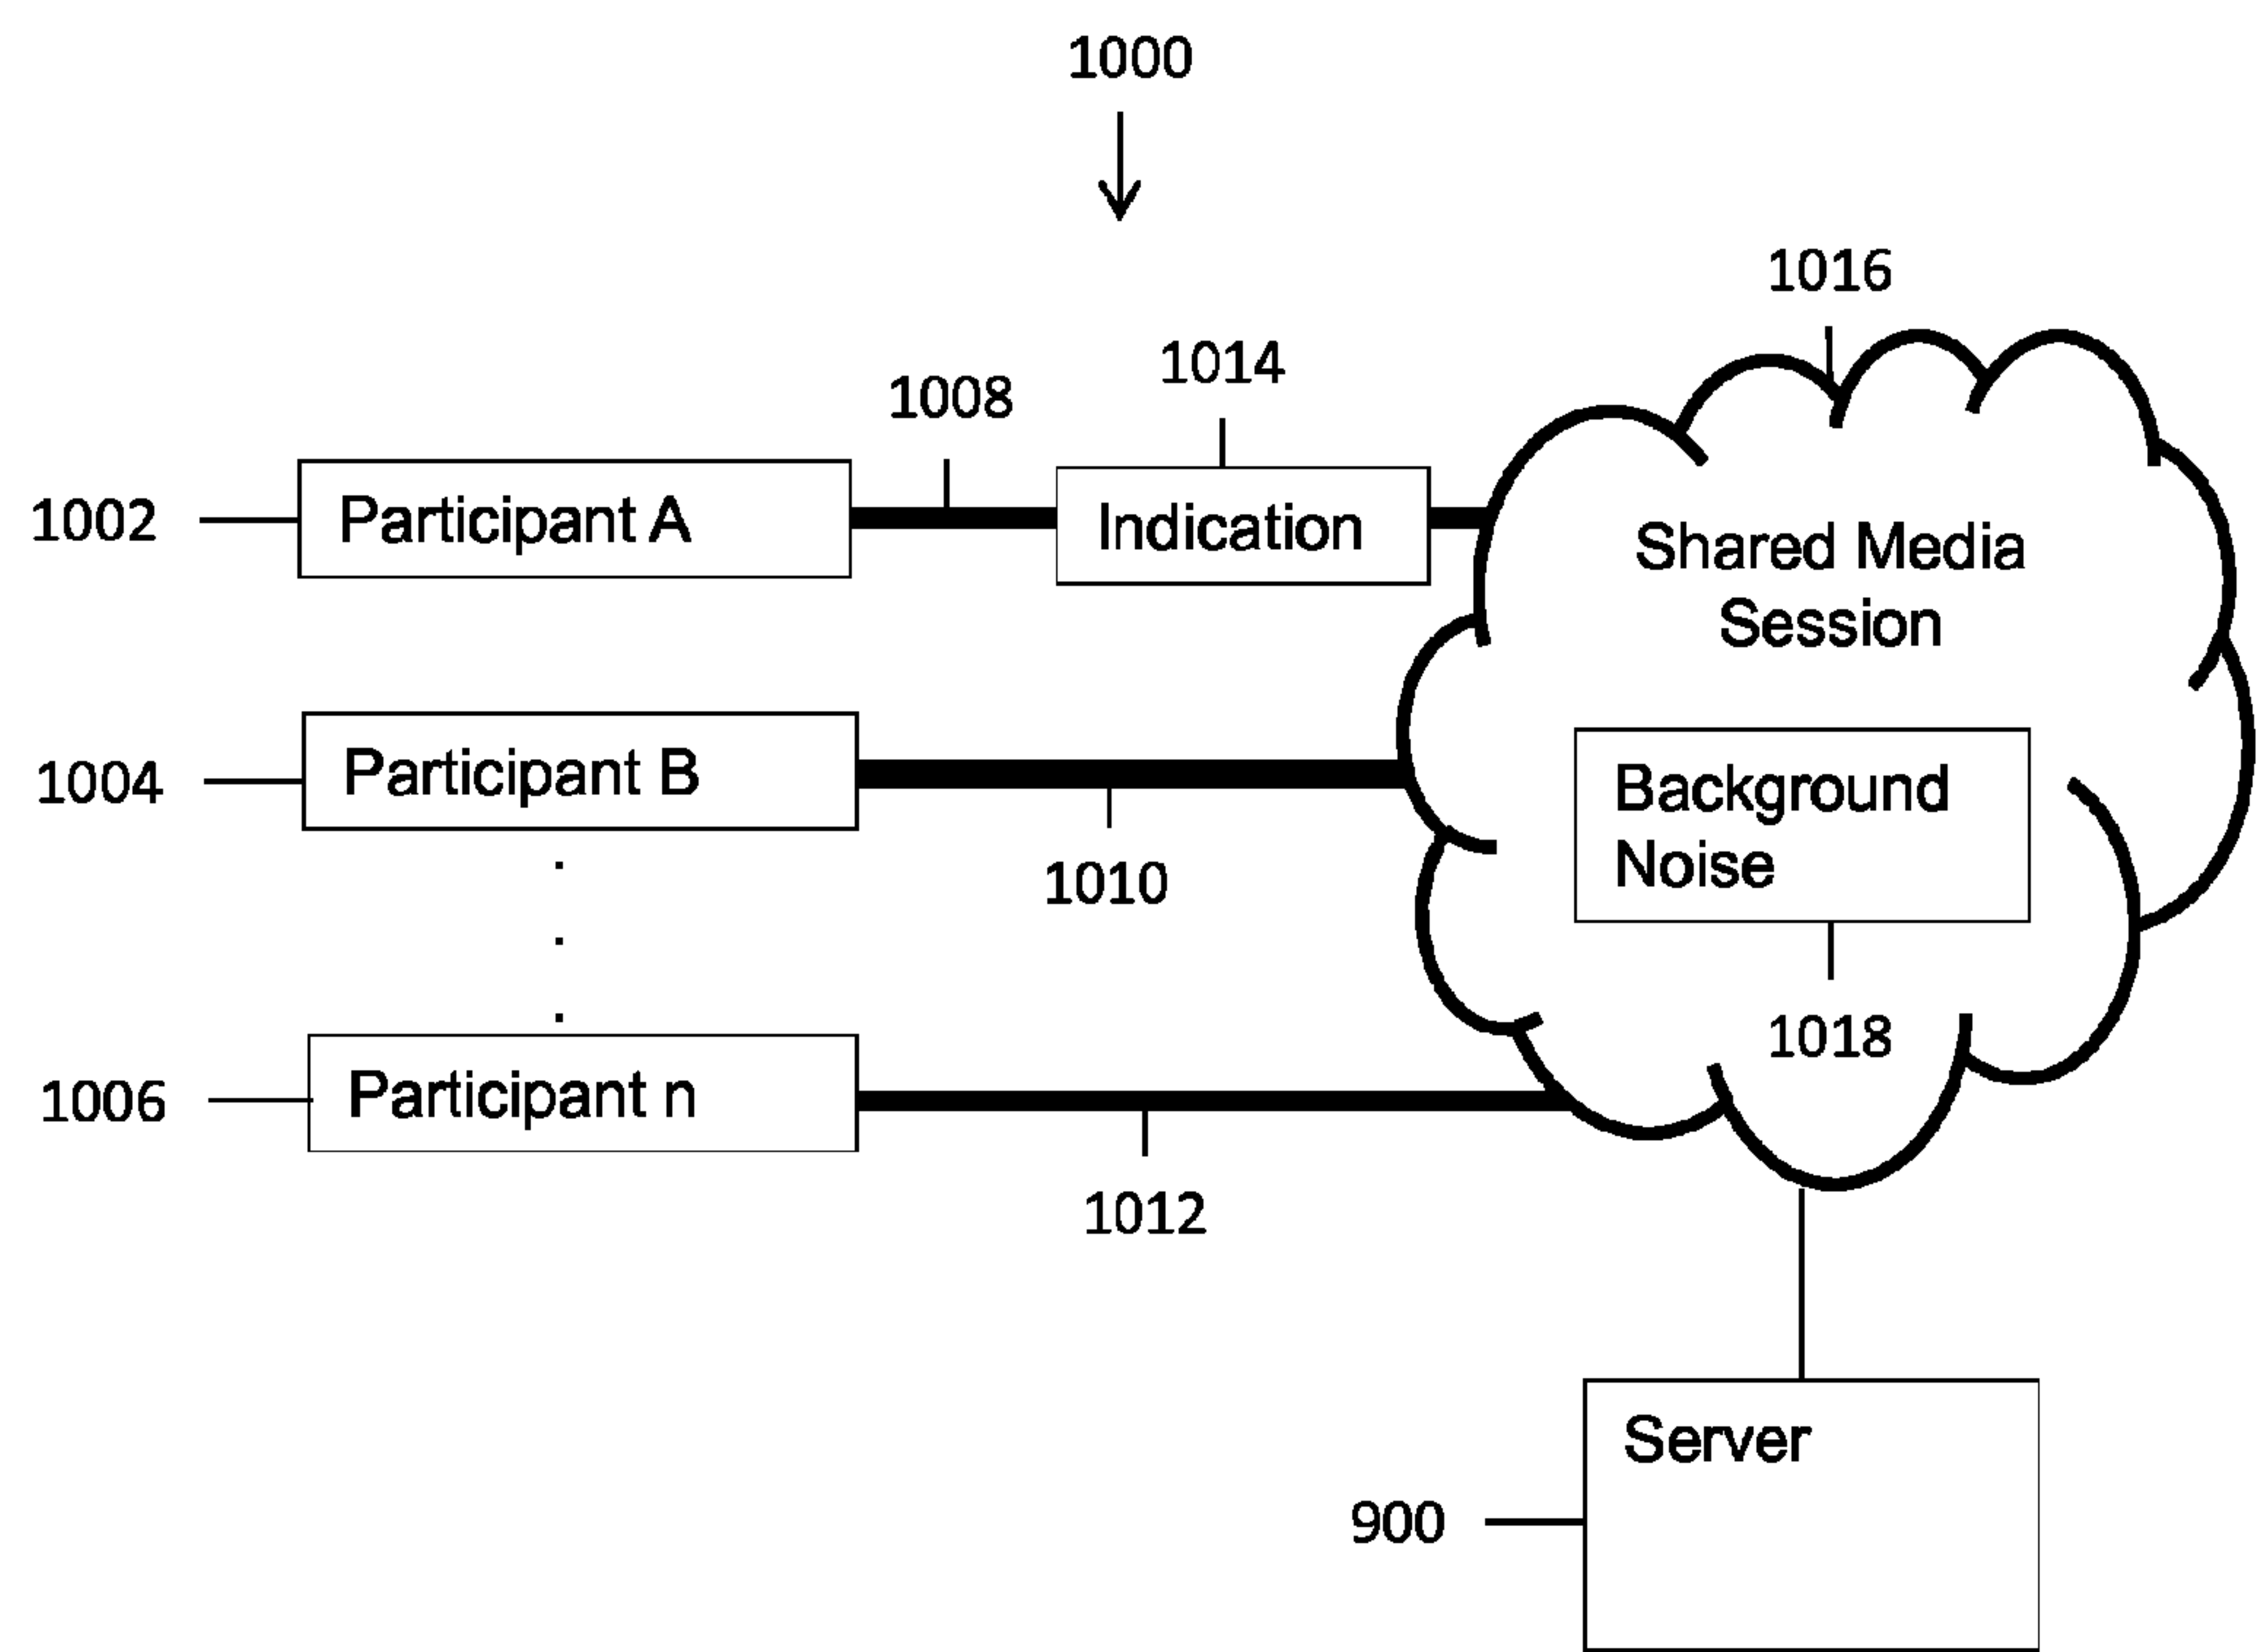 1000
1016
1014
1008
1002
Participant A
Indication
Shared Media
Session
1004
Participant B
Background
Noise
1010
1018
1006
Participant n
1012
Server
900